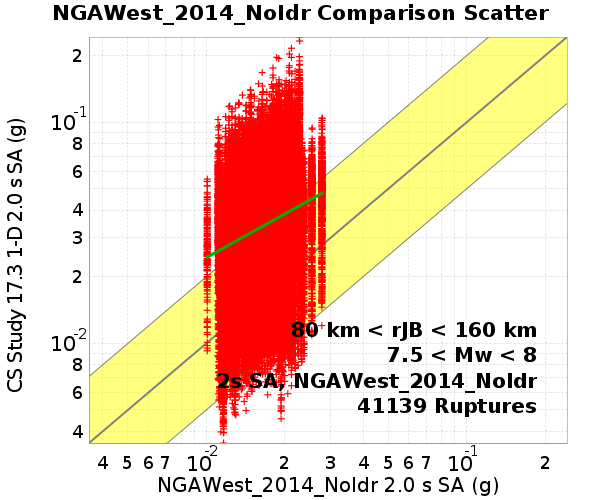 NGAWest_2014_NoIdr Comparison Scatter
CS Study 17.3 1-D 2.0 s SA (g)
2
10^-1
8
6
4
3
2
10^-2
8
6
4
80 km < rJB < 160 km
7.5 < Mw < 8
2s SA, NGAWest_2014_NoIdr
41139 Ruptures
4 5 6 7 10^-2 2 3 4 5 6 7 10^-1 2
NGAWest_2014_NoIdr 2.0 s SA (g)